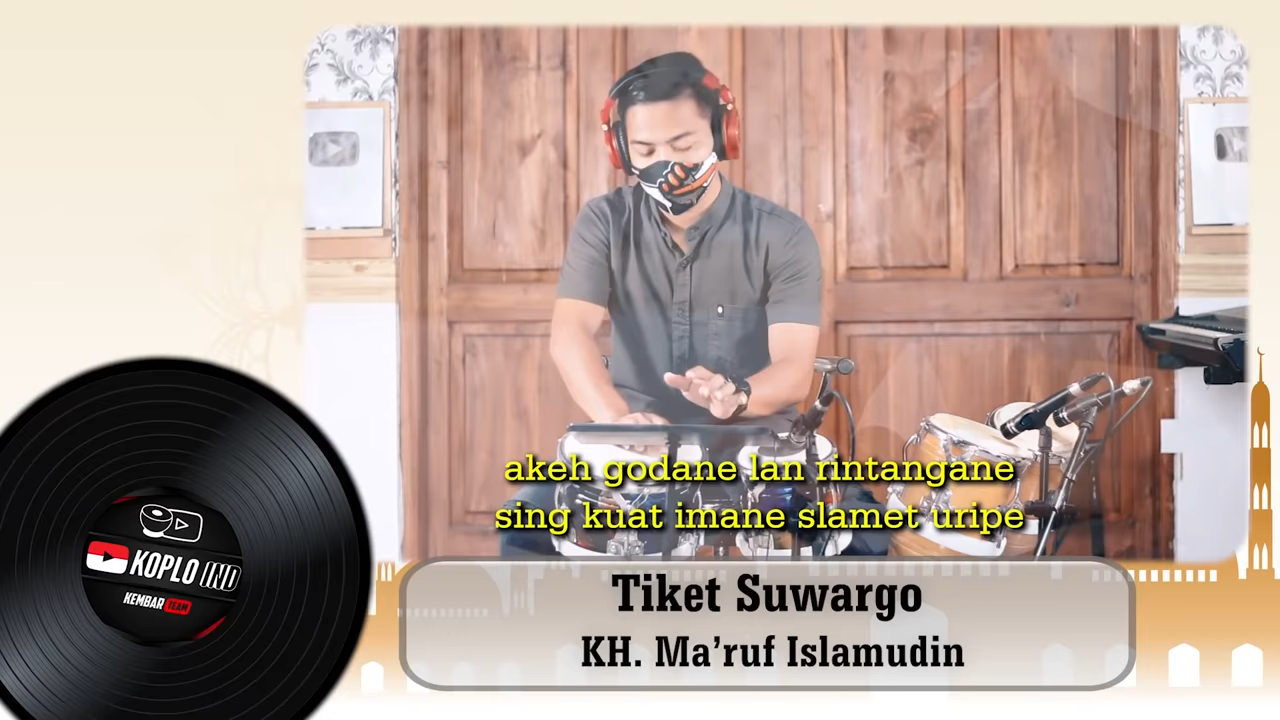 akeh godane lan rintangane
sing kuat imane slamet uripe
KOPLO IND
KEMBAR TEAM
Tiket Suwargo
KH. Ma'ruf Islamudin